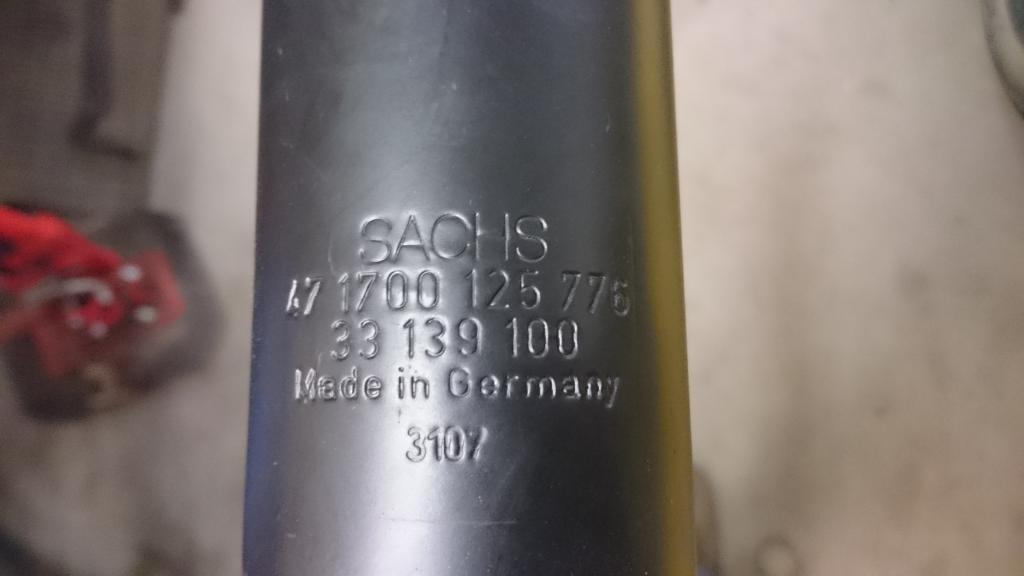 SACHS
47 1700 125 776
33 139 100
Made in Germany
3107